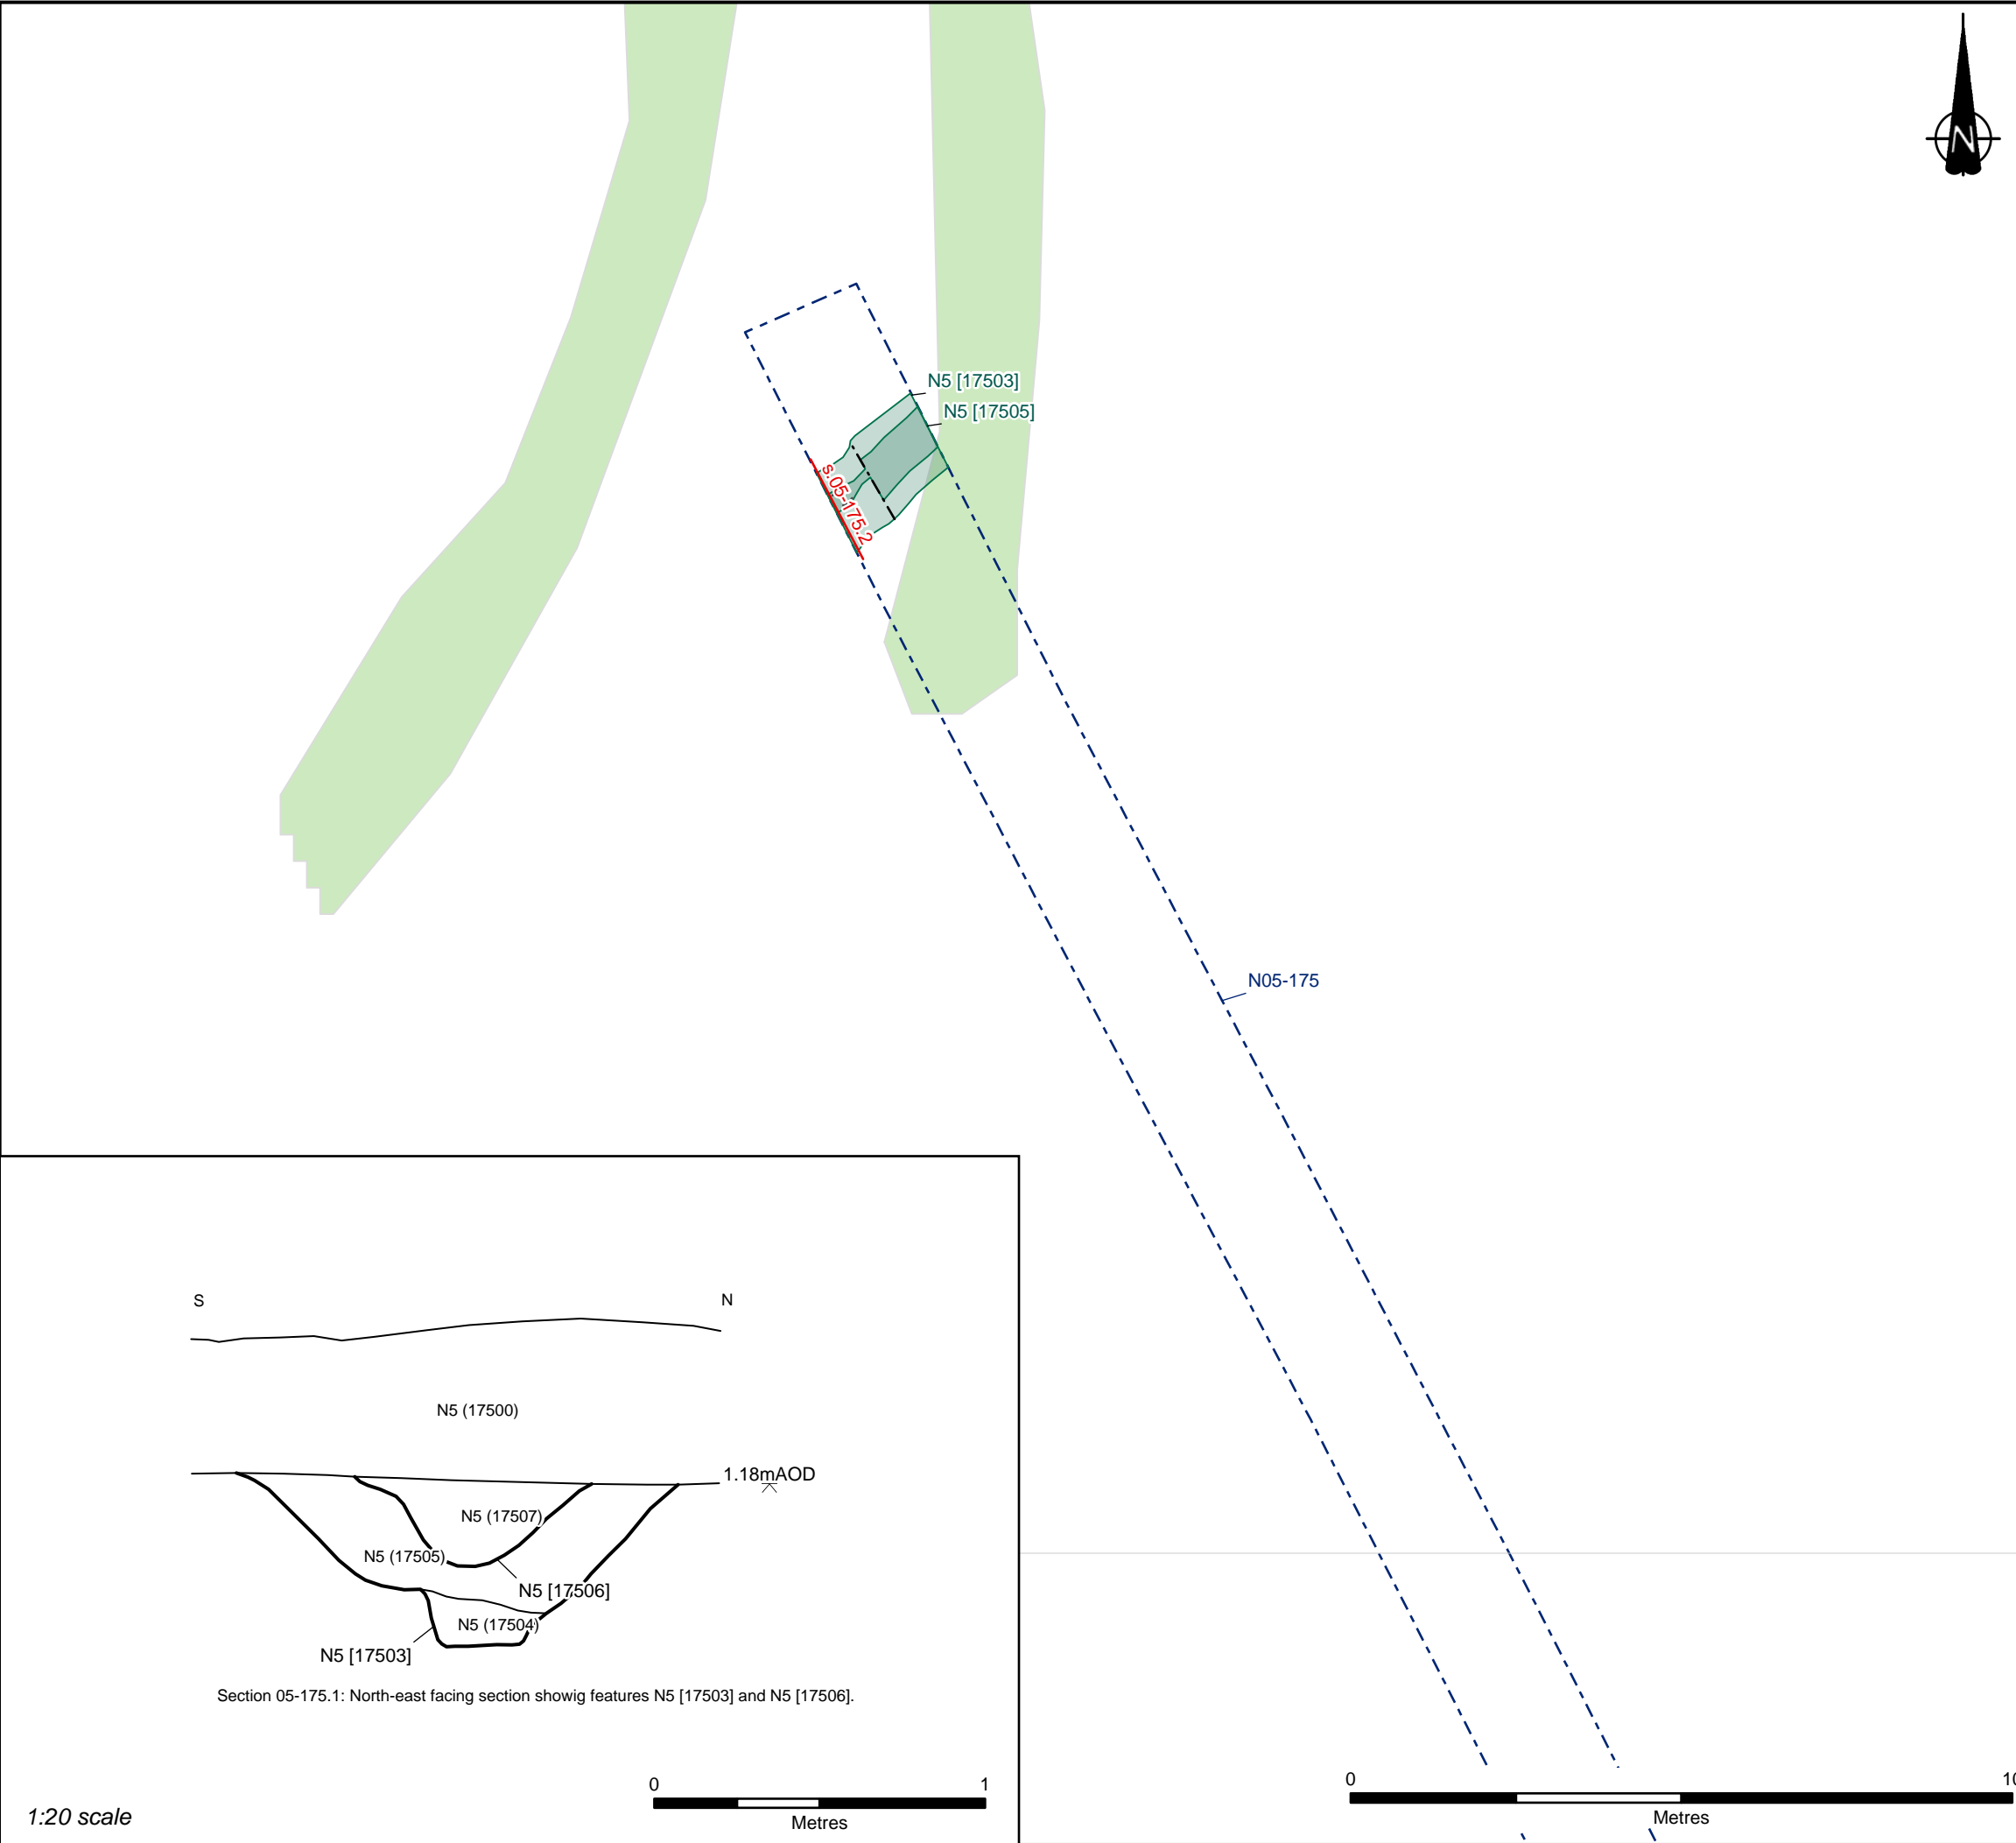 N
N5 [17503]
N5 [17505]
s.05-175.2
N05-175
S
N
N5 (17500)
1.18mAOD
N5 (17507)
N5 (17505)
N5 [17506]
N5 (17504)
N5 [17503]
Section 05-175.1: North-east facing section showig features N5 [17503] and N5 [17506].
0
1
Metres
1:20 scale
0
10
Metres